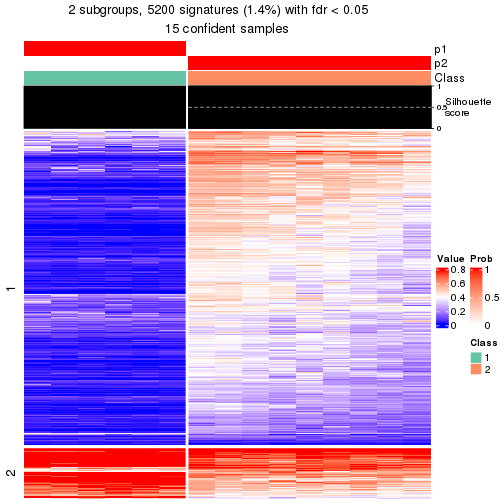 2 subgroups, 5200 signatures (1.4%) with fdr < 0.05
15 confident samples
p1
p2
Class
1
0.5
0
Silhouette
score
1
2
Value
0.8
0.6
0.4
0.2
0
Prob
1
0.5
0
Class
1
2